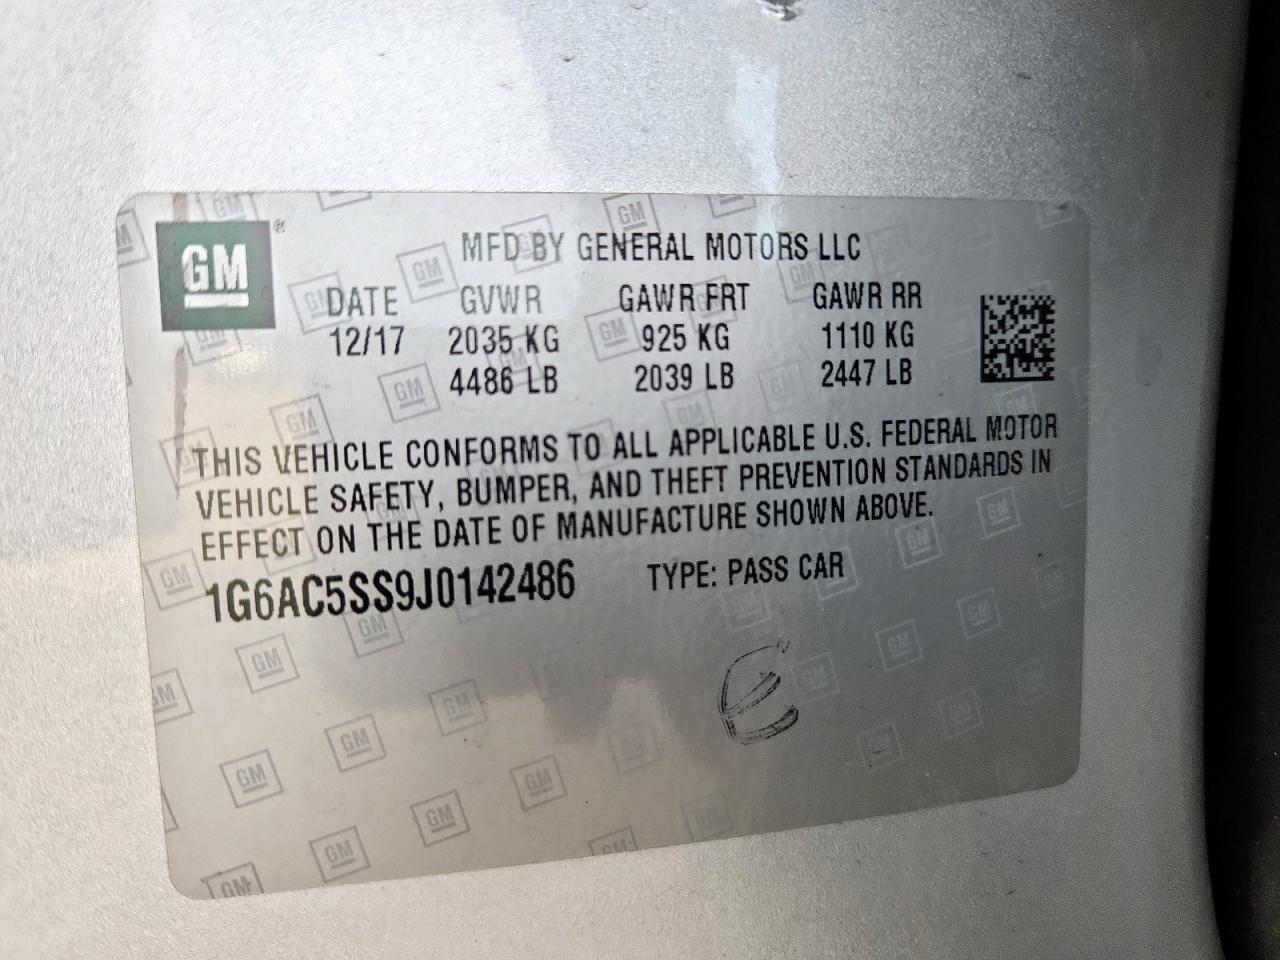 GM ®
MFD BY GENERAL MOTORS LLC
DATE GVWR GAWR FRT GAWR RR
12/17 2035 KG 925 KG 1110 KG
4486 LB 2039 LB 2447 LB
THIS VEHICLE CONFORMS TO ALL APPLICABLE U.S. FEDERAL MOTOR
VEHICLE SAFETY, BUMPER, AND THEFT PREVENTION STANDARDS IN
EFFECT ON THE DATE OF MANUFACTURE SHOWN ABOVE.
1G6AC5SS9J0142486 TYPE: PASS CAR